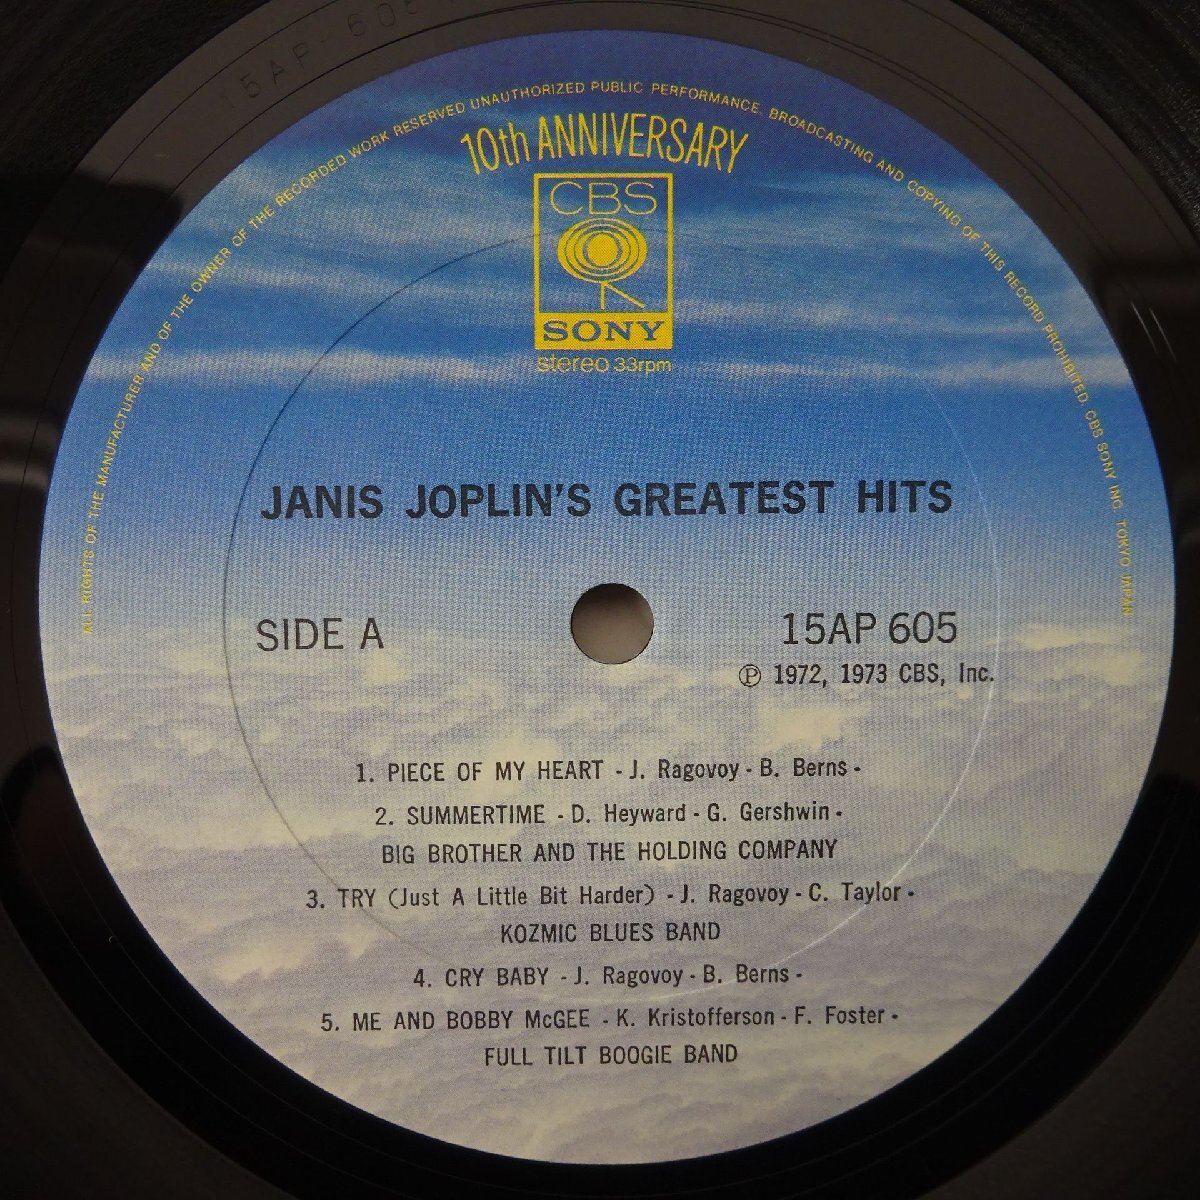 15AP 605
ALL RIGHTS OF THE MANUFACTURER AND OF THE OWNER OF THE RECORDED WORK RESERVED UNAUTHORIZED PUBLIC PERFORMANCE, BROADCASTING AND COPYING OF THIS RECORD PROHIBITED. CBS SONY INC. TOKYO JAPAN
10th ANNIVERSARY
CBS
SONY
stereo 33rpm
JANIS JOPLIN'S GREATEST HITS
SIDE A
15AP 605
Ⓟ 1972, 1973 CBS, Inc.
1. PIECE OF MY HEART - J. Ragovoy - B. Berns -
2. SUMMERTIME - D. Heyward - G. Gershwin -
BIG BROTHER AND THE HOLDING COMPANY
3. TRY (Just A Little Bit Harder) - J. Ragovoy - C. Taylor -
KOZMIC BLUES BAND
4. CRY BABY - J. Ragovoy - B. Berns -
5. ME AND BOBBY McGEE - K. Kristofferson - F. Foster -
FULL TILT BOOGIE BAND